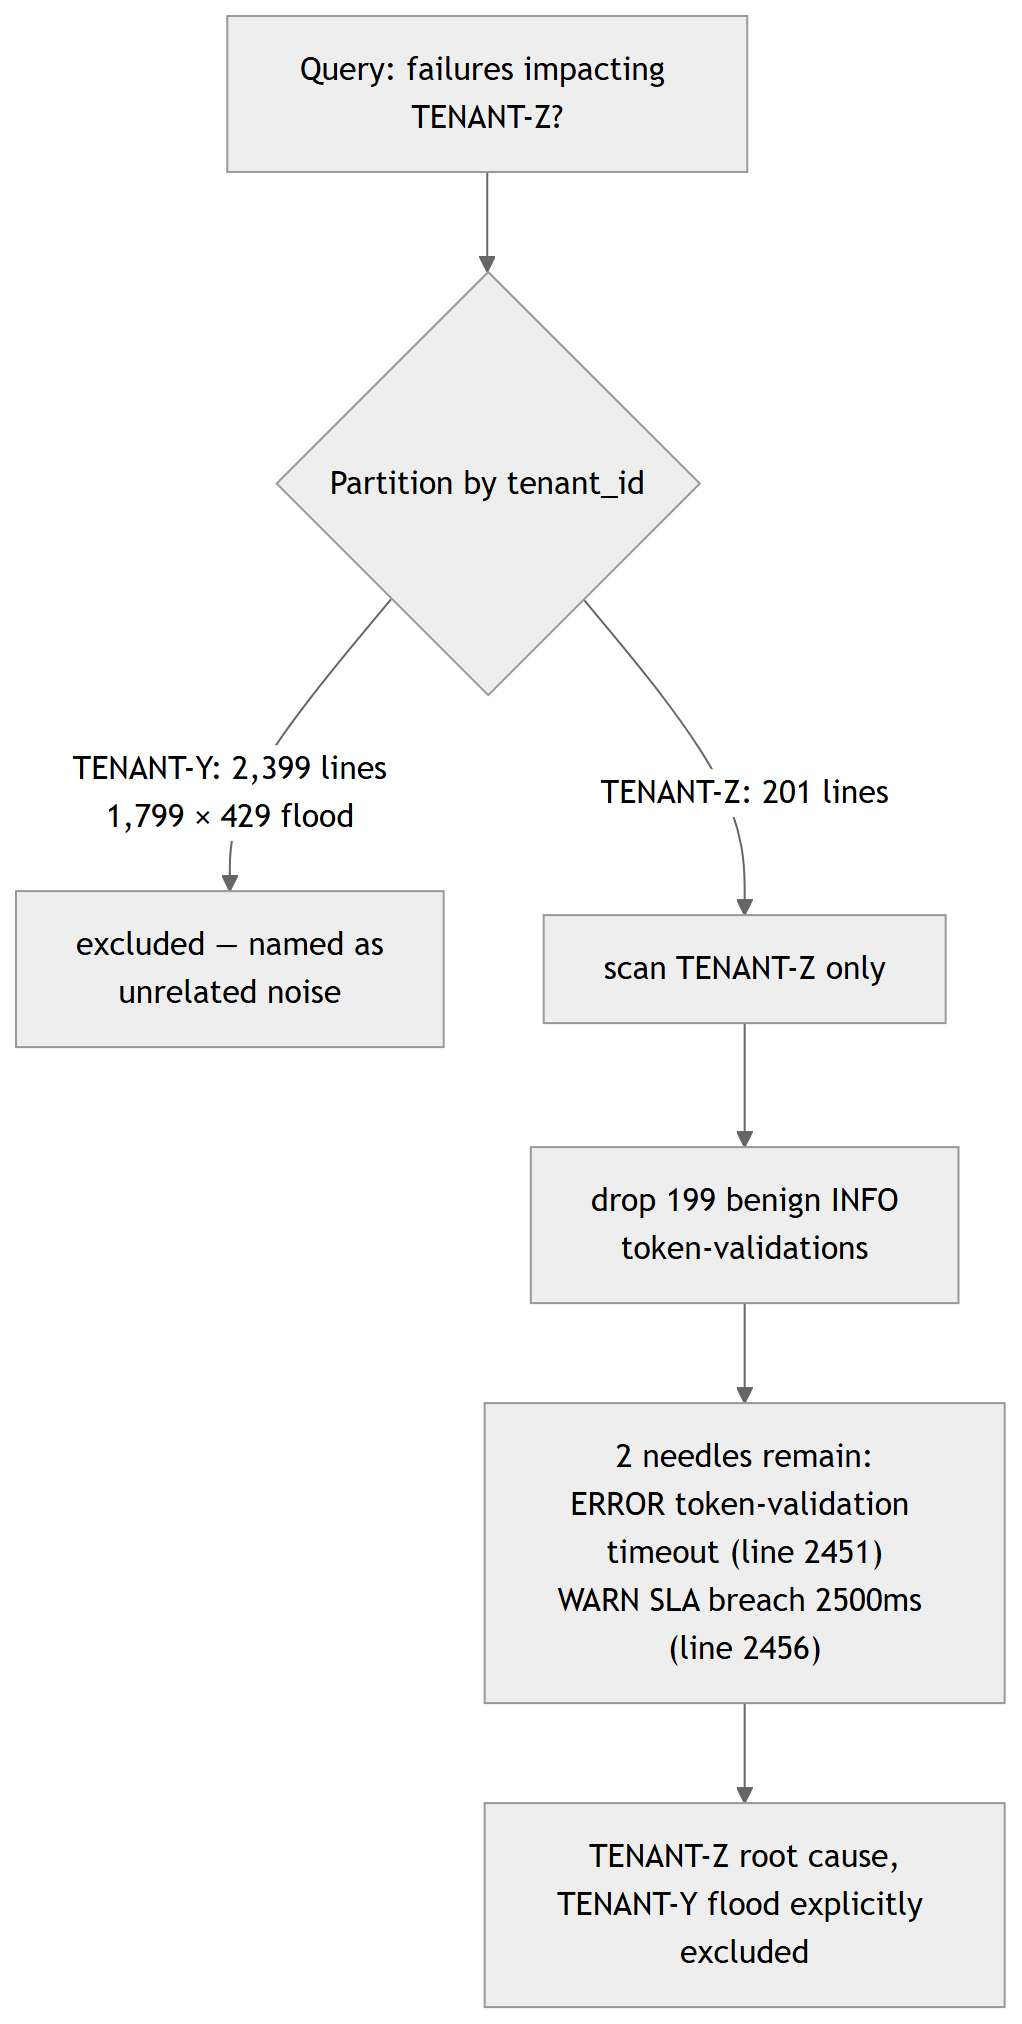 Query: failures impacting
TENANT-Z?
Partition by tenant_id
TENANT-Y: 2,399 lines
1,799 × 429 flood
TENANT-Z: 201 lines
excluded — named as
unrelated noise
scan TENANT-Z only
drop 199 benign INFO
token-validations
2 needles remain:
ERROR token-validation
timeout (line 2451)
WARN SLA breach 2500ms
(line 2456)
TENANT-Z root cause,
TENANT-Y flood explicitly
excluded